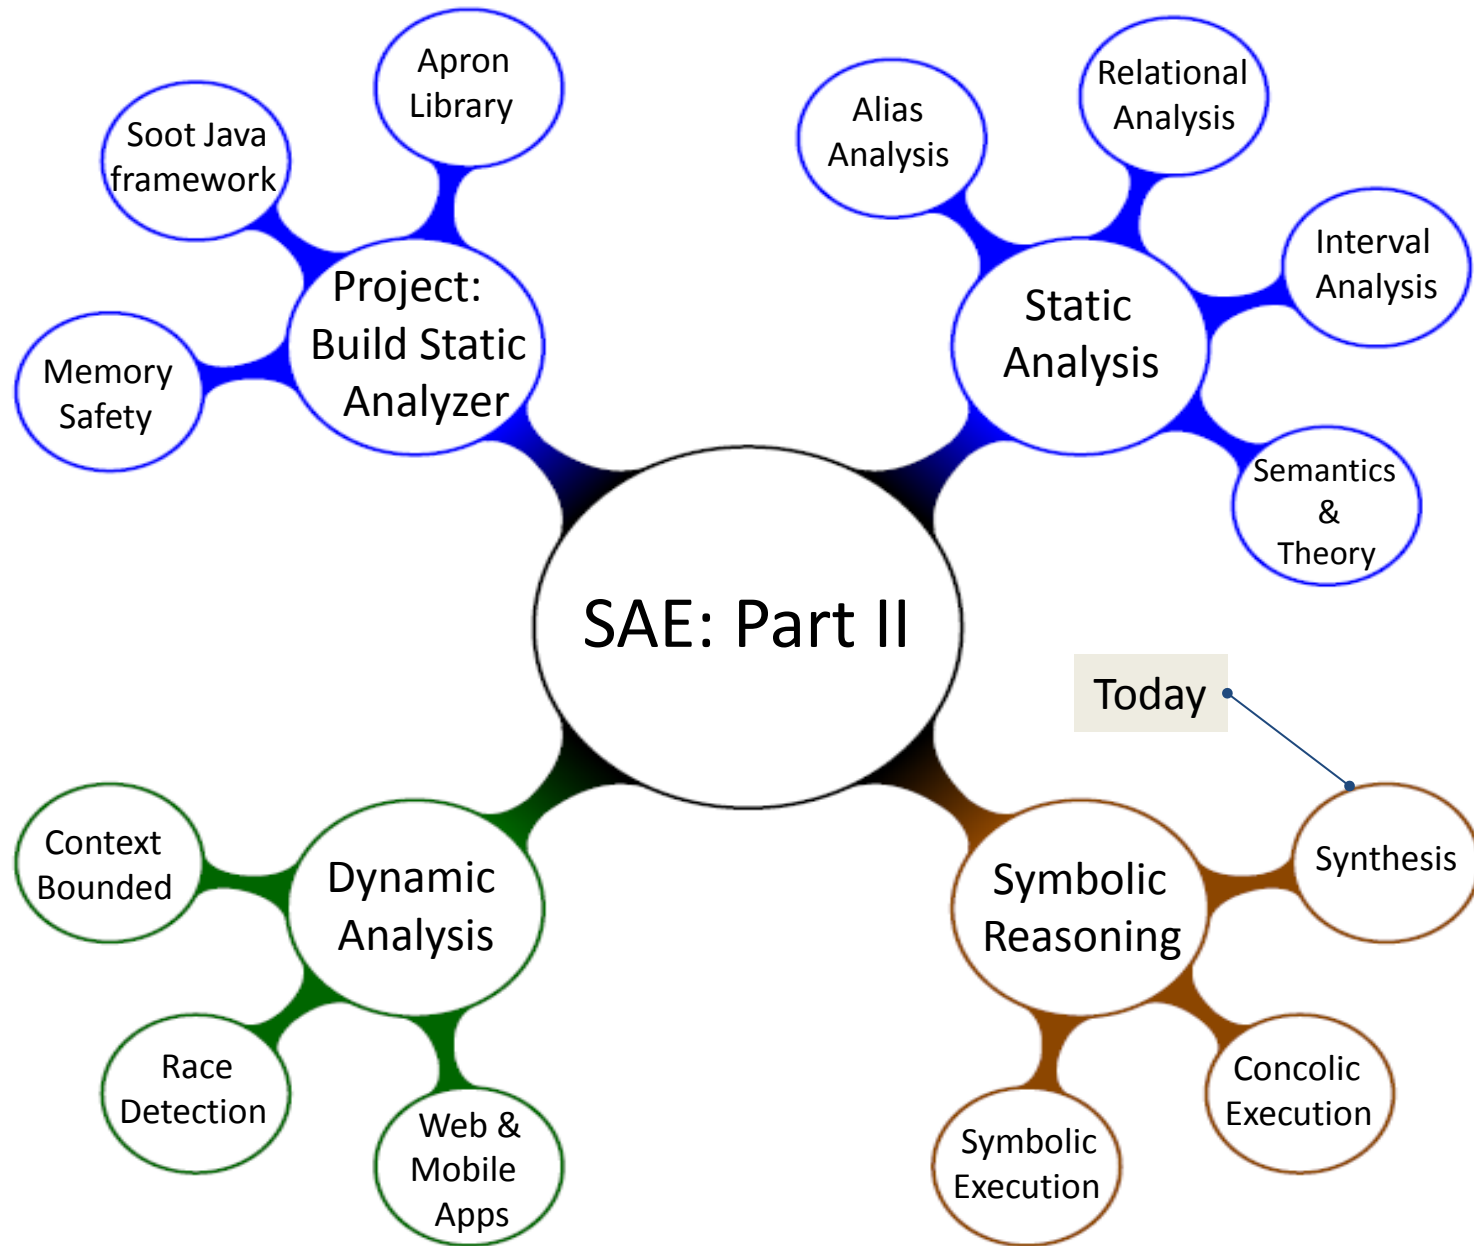 Apron
Library
Soot Java
framework
Memory
Safety
Project:
Build Static
Analyzer
Alias
Analysis
Relational
Analysis
Interval
Analysis
Static
Analysis
Semantics
&
Theory
SAE: Part II
Today
Context
Bounded
Dynamic
Analysis
Race
Detection
Web &
Mobile
Apps
Symbolic
Reasoning
Synthesis
Concolic
Execution
Symbolic
Execution